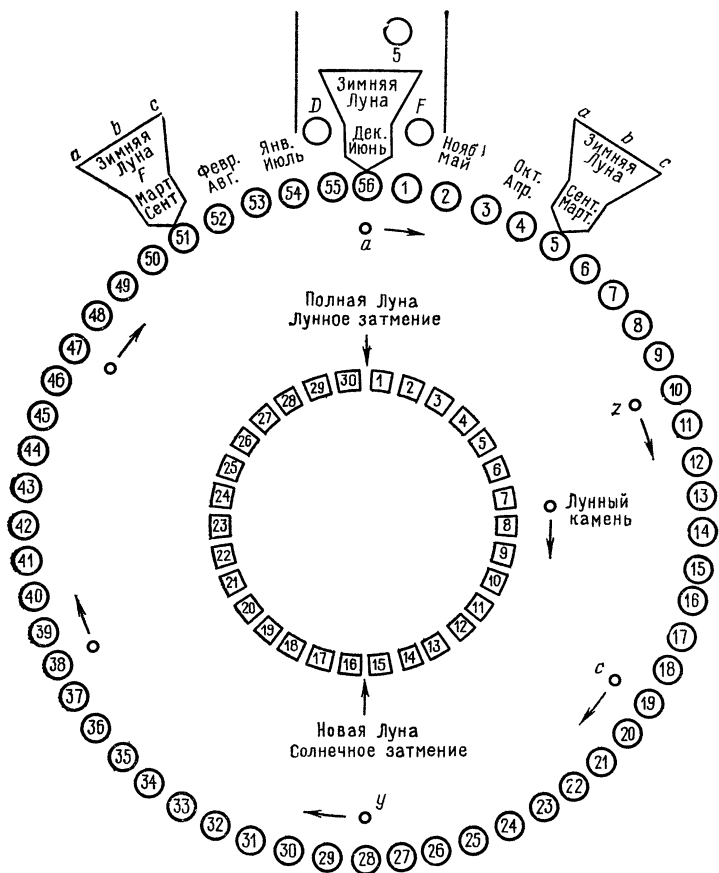 5
Зимняя
Луна
Дек.
Июнь
D
F
a
b
c
Зимняя
Луна
F
Март
Сент
Февр.
Авг.
Янв.
Июль
Нояб
Май
Окт.
Апр.
a
b
c
Зимняя
Луна
Сент.
Март.
51
52
53
54
55
56
1
2
3
4
5
6
7
8
9
10
11
12
13
14
15
16
17
18
19
20
21
22
23
24
25
26
27
28
29
30
31
32
33
34
35
36
37
38
39
40
41
42
43
44
45
46
47
48
49
50
a
z
c
y
Полная Луна
Лунное затмение
30
1
2
3
4
5
6
7
8
9
10
11
12
13
14
15
16
17
18
19
20
21
22
23
24
25
26
27
28
29
Лунный
камень
Новая Луна
Солнечное затмение